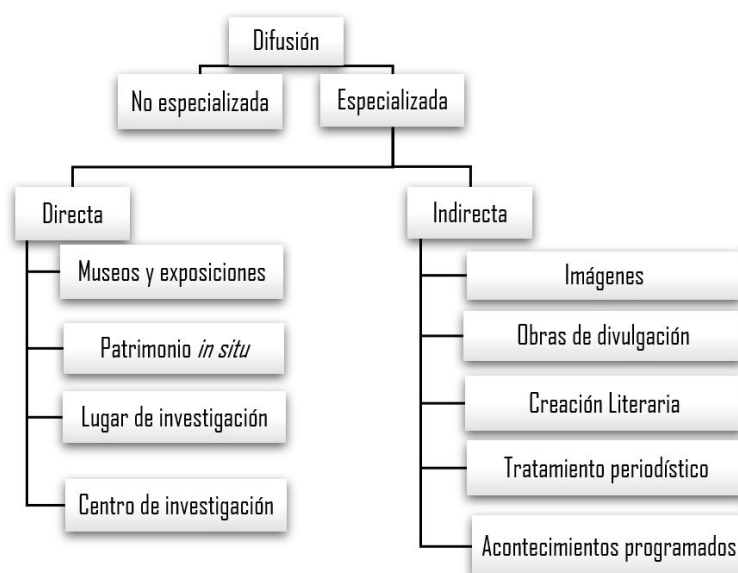 Difusión
No especializada
Especializada
Directa
Indirecta
Museos y exposiciones
Patrimonio in situ
Lugar de investigación
Centro de investigación
Imágenes
Obras de divulgación
Creación Literaria
Tratamiento periodístico
Acontecimientos programados